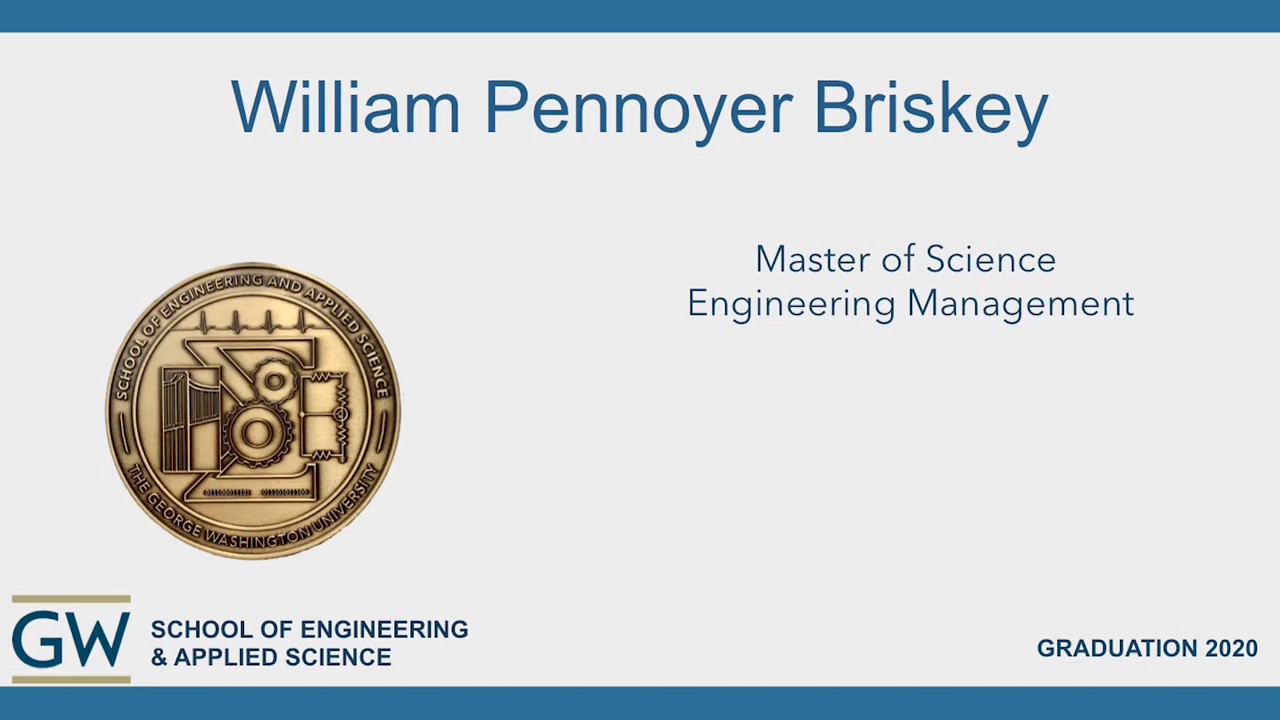 William Pennoyer Briskey
Master of Science
Engineering Management
SCHOOL OF ENGINEERING AND APPLIED SCIENCE
THE GEORGE WASHINGTON UNIVERSITY
GW
SCHOOL OF ENGINEERING
& APPLIED SCIENCE
GRADUATION 2020